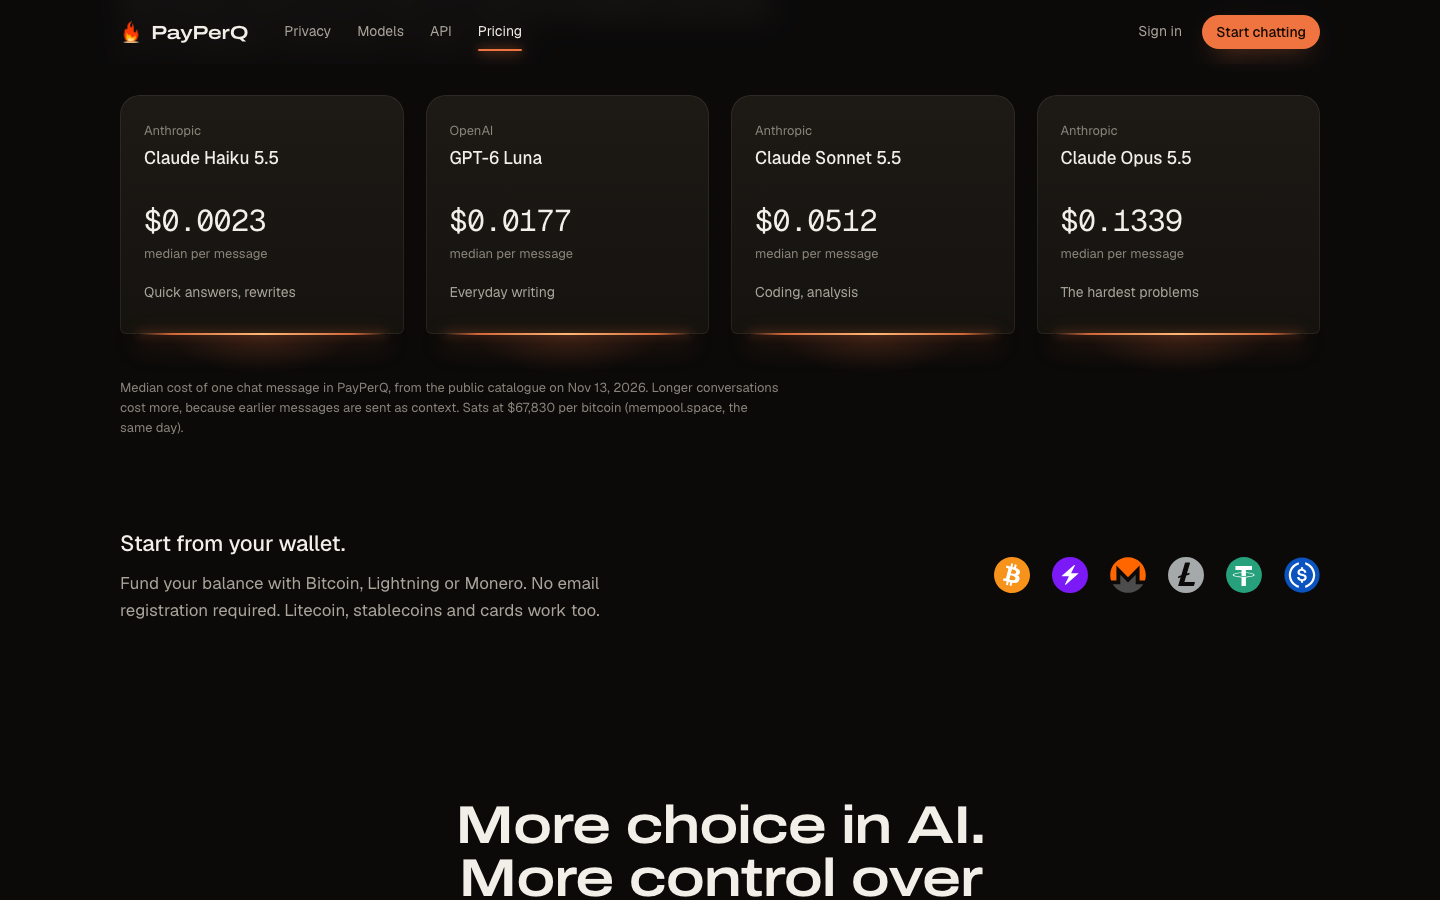 PayPerQ
Privacy
Models
API
Pricing
Sign in
Start chatting
Anthropic
Claude Haiku 5.5
$0.0023
median per message
Quick answers, rewrites
OpenAI
GPT-6 Luna
$0.0177
median per message
Everyday writing
Anthropic
Claude Sonnet 5.5
$0.0512
median per message
Coding, analysis
Anthropic
Claude Opus 5.5
$0.1339
median per message
The hardest problems
Median cost of one chat message in PayPerQ, from the public catalogue on Nov 13, 2026. Longer conversations
cost more, because earlier messages are sent as context. Sats at $67,830 per bitcoin (mempool.space, the
same day).
Start from your wallet.
Fund your balance with Bitcoin, Lightning or Monero. No email
registration required. Litecoin, stablecoins and cards work too.
More choice in AI.
More control over